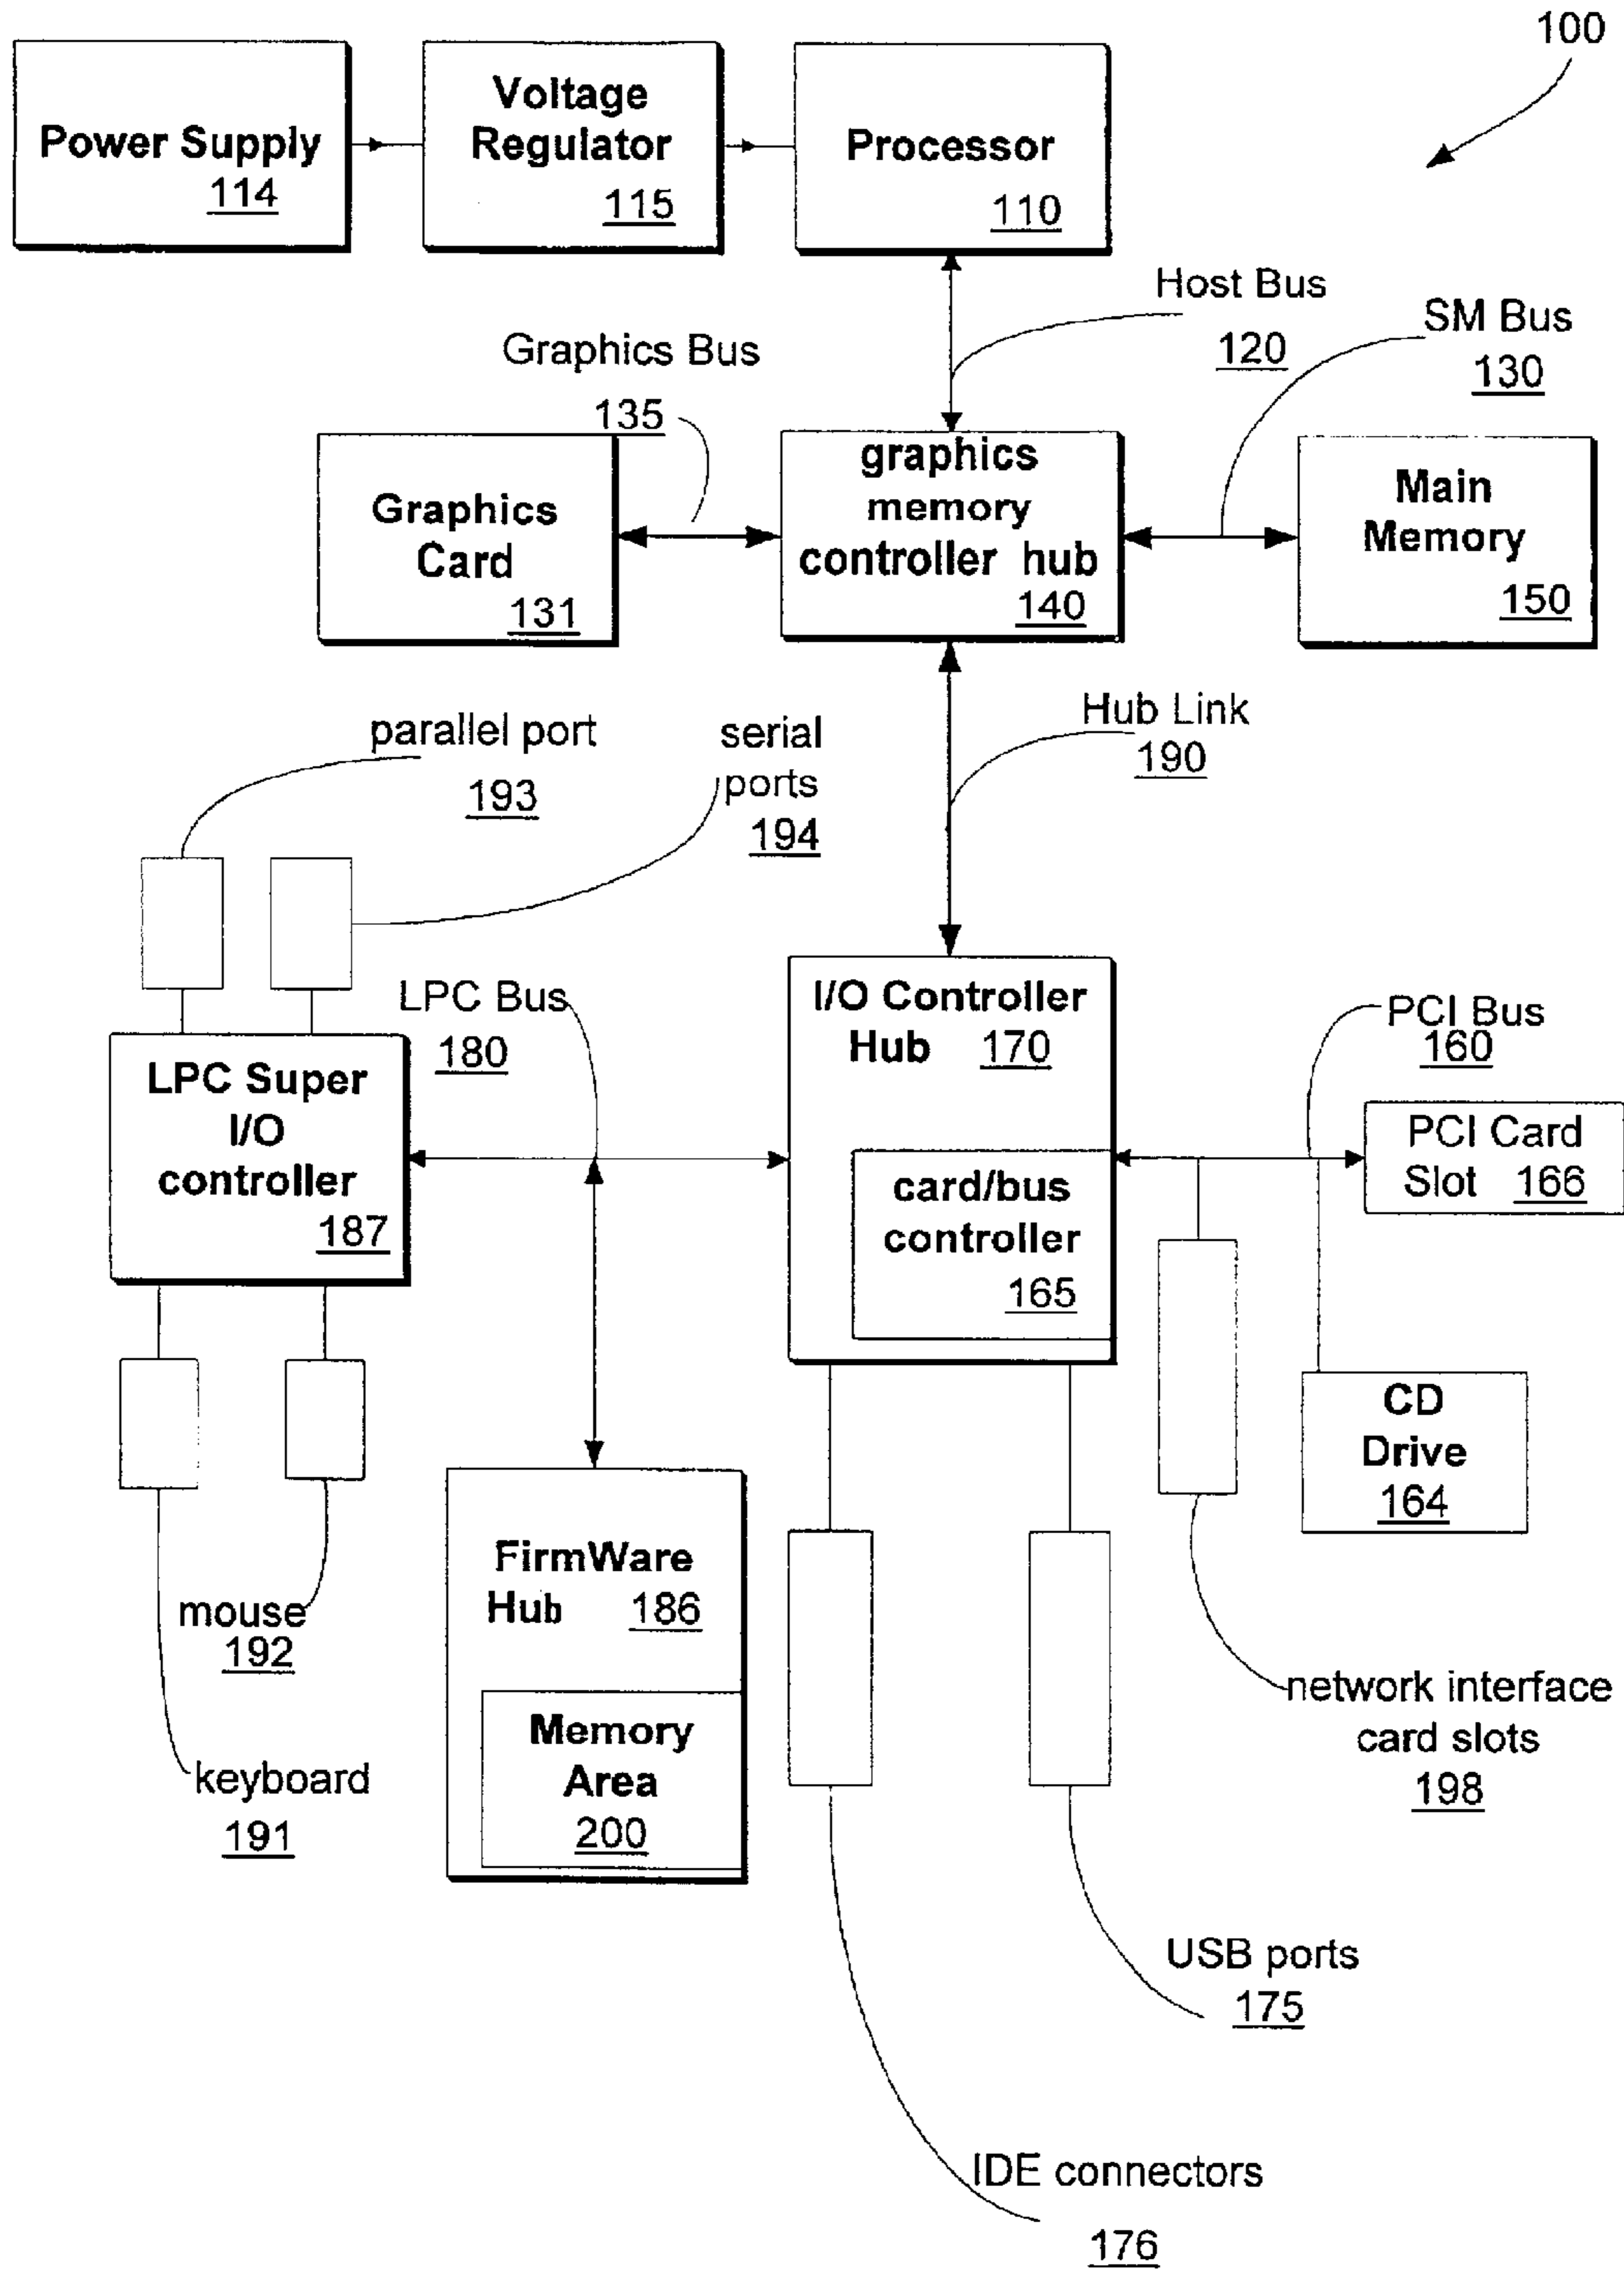 100
Power Supply
114
Voltage
Regulator
115
Processor
110
Host Bus
120
SM Bus
130
Graphics Bus
135
Graphics
Card
131
graphics
memory
controller hub
140
Main
Memory
150
Hub Link
190
parallel port
193
serial
ports
194
LPC Bus
180
LPC Super
I/O
controller
187
I/O Controller
Hub 170
card/bus
controller
165
PCI Bus
160
PCI Card
Slot 166
CD
Drive
164
FirmWare
Hub 186
Memory
Area
200
mouse
192
keyboard
191
network interface
card slots
198
USB ports
175
IDE connectors
176